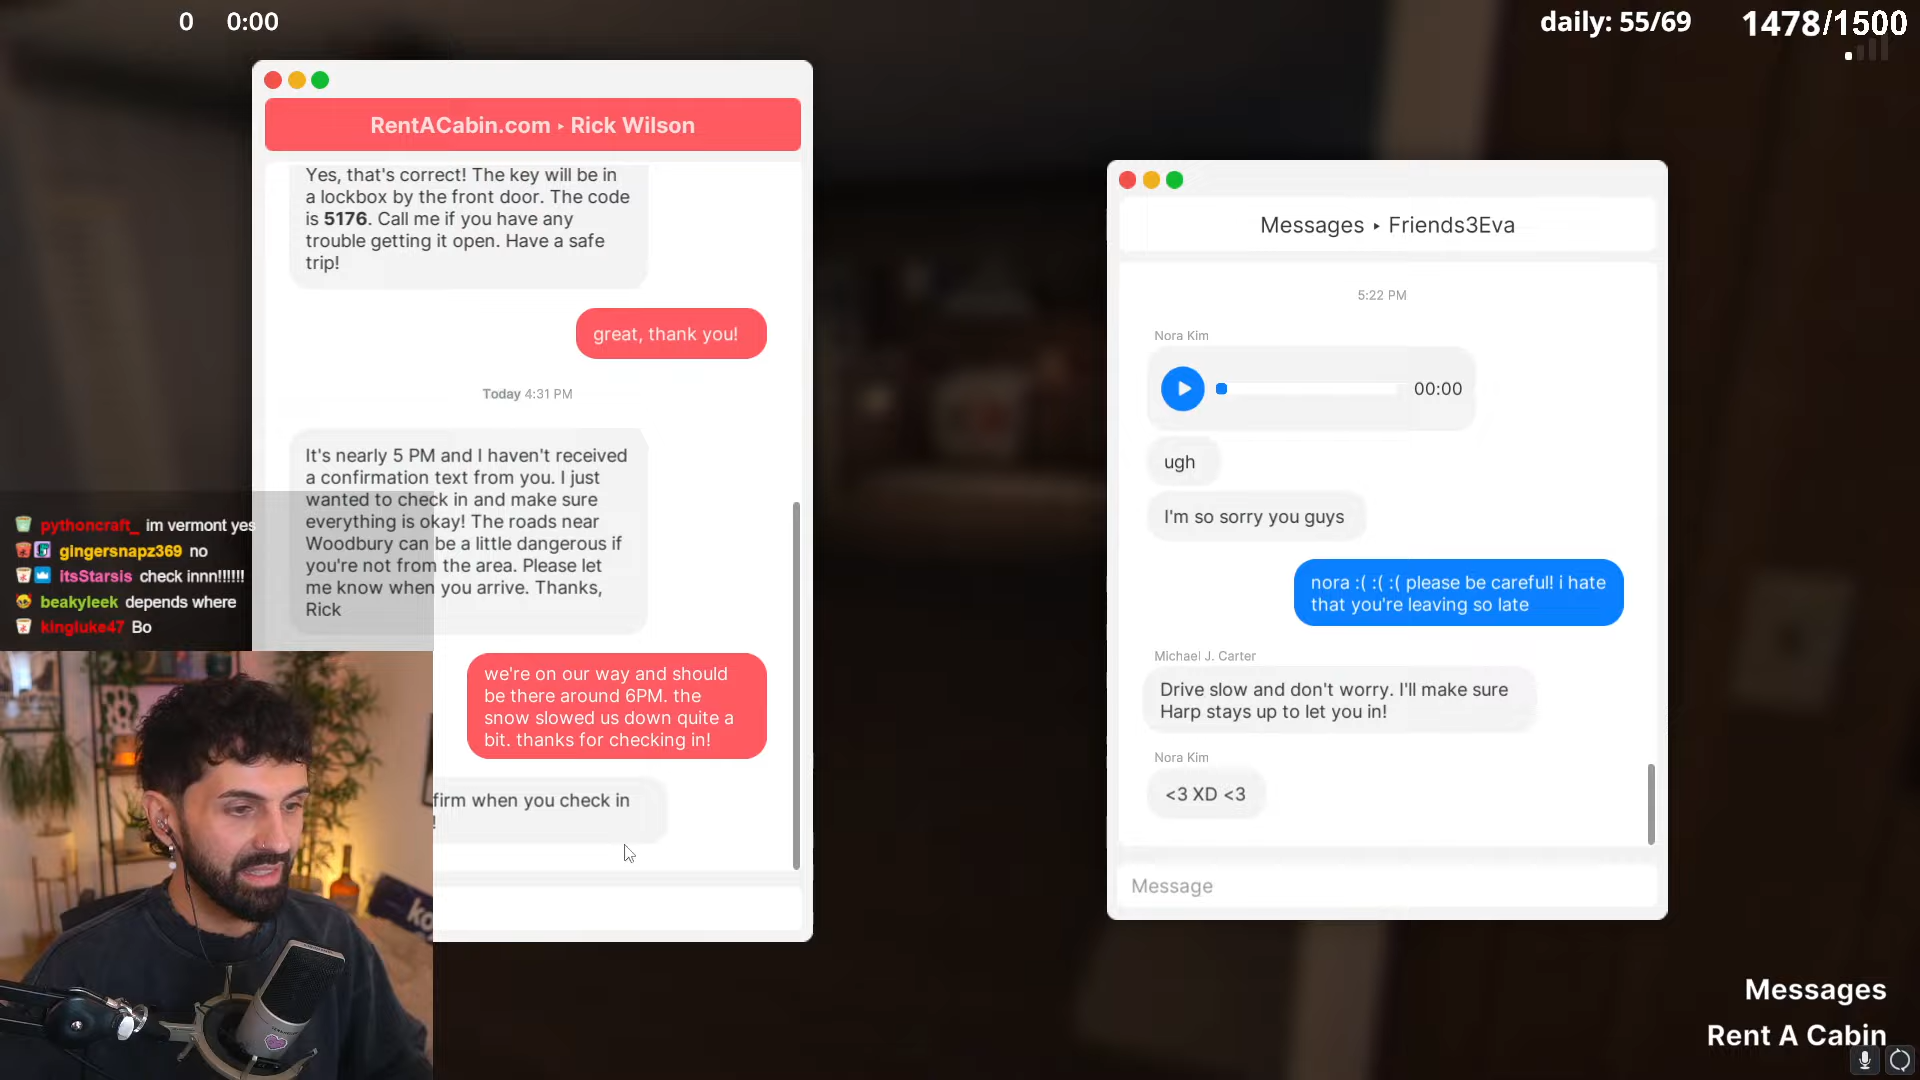 0 0:00
daily: 55/69 1478/1500
RentACabin.com ▸ Rick Wilson
Yes, that's correct! The key will be in
a lockbox by the front door. The code
is 5176. Call me if you have any
trouble getting it open. Have a safe
trip!
great, thank you!
Today 4:31 PM
It's nearly 5 PM and I haven't received
a confirmation text from you. I just
wanted to check in and make sure
everything is okay! The roads near
Woodbury can be a little dangerous if
you're not from the area. Please let
me know when you arrive. Thanks,
Rick
we're on our way and should
be there around 6PM. the
snow slowed us down quite a
bit. thanks for checking in!
firm when you check in
!
pythoncraft_ im vermont yes
gingersnapz369 no
itsStarsis check innn!!!!!!
beakyleek depends where
kingluke47 Bo
Messages ▸ Friends3Eva
5:22 PM
Nora Kim
00:00
ugh
I'm so sorry you guys
nora :( :( :( please be careful! i hate
that you're leaving so late
Michael J. Carter
Drive slow and don't worry. I'll make sure
Harp stays up to let you in!
Nora Kim
<3 XD <3
Message
Messages
Rent A Cabin